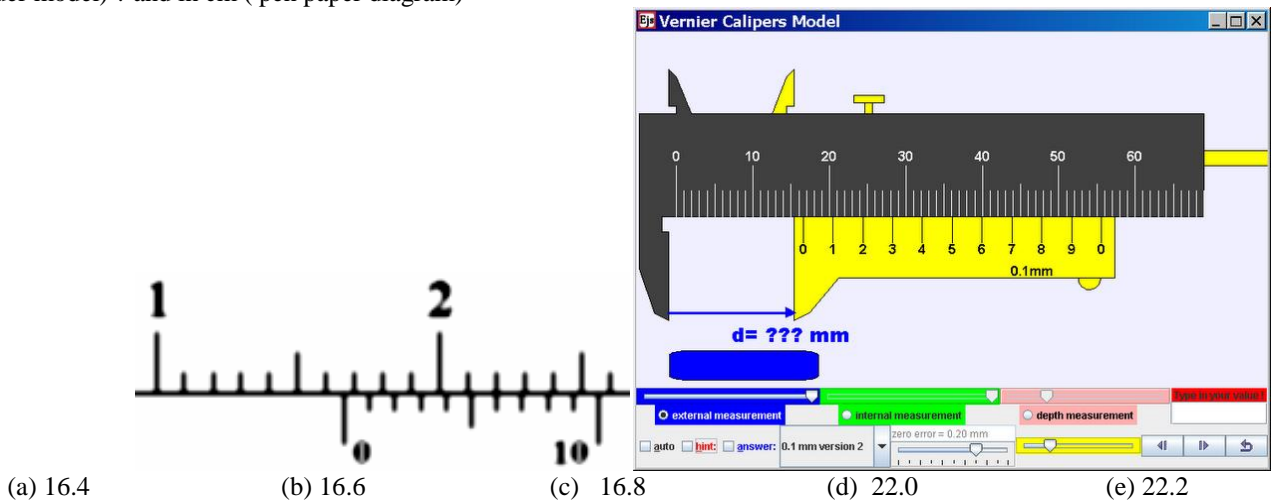 model) ? and in cm ( pen paper diagram)
Ejs Vernier Calipers Model
0 10 20 30 40 50 60
0 1 2 3 4 5 6 7 8 9 0
0.1mm
1 2
0 10
d= ??? mm
Type in your value !
external measurement internal measurement depth measurement
zero error = 0.20 mm
auto hint: answer: 0.1 mm version 2
(a) 16.4 (b) 16.6 (c) 16.8 (d) 22.0 (e) 22.2